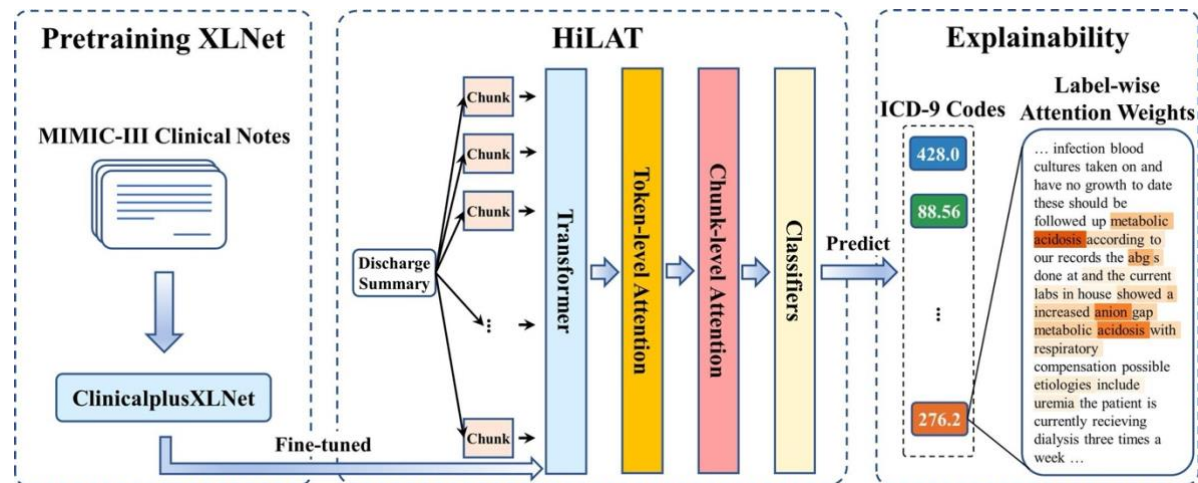 Pretraining XLNet
MIMIC-III Clinical Notes
ClinicalplusXLNet
Fine-tuned
HiLAT
Discharge
Summary
Chunk
Chunk
Chunk
...
Chunk
Transformer
Token-level Attention
Chunk-level Attention
Classifiers
Predict
Explainability
ICD-9 Codes
428.0
88.56
...
276.2
Label-wise
Attention Weights
... infection blood
cultures taken on and
have no growth to date
these should be
followed up metabolic
acidosis according to
our records the abg s
done at and the current
labs in house showed a
increased anion gap
metabolic acidosis with
respiratory
compensation possible
etiologies include
uremia the patient is
currently recieving
dialysis three times a
week ...